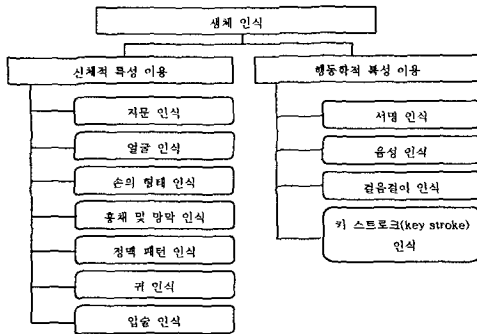 생체 인식
신체적 특성 이용
지문 인식
얼굴 인식
손의 형태 인식
홍채 및 망막 인식
정맥 패턴 인식
귀 인식
입술 인식
행동학적 특성 이용
서명 인식
음성 인식
걸음걸이 인식
키 스트로크(key stroke)
인식